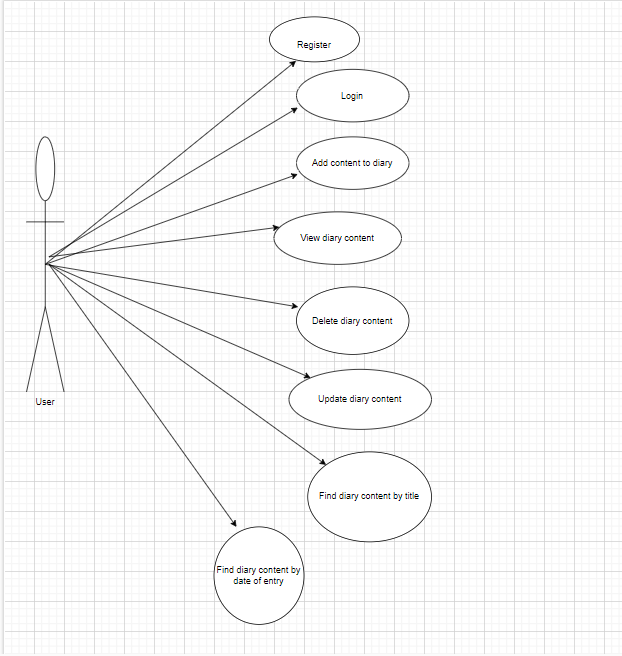 Register
Login
Add content to diary
View diary content
Delete diary content
Update diary content
User
Find diary content by title
Find diary content by
date of entry